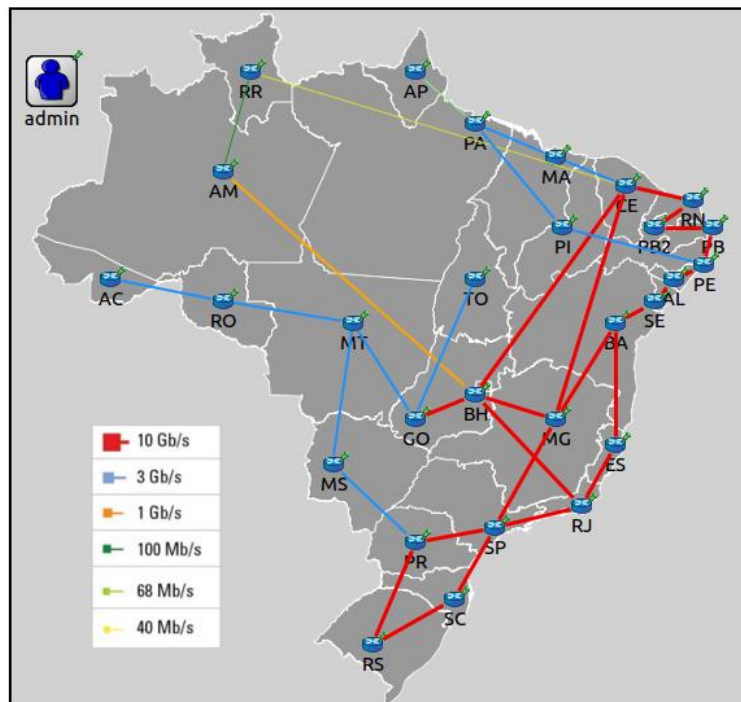 RR
AP
admin
PA
MA
AM
CE
RN
PI
PB2
PB
PE
AC
TO
AL
RO
SE
MT
BA
BH
GO
MG
10 Gb/s
ES
3 Gb/s
MS
1 Gb/s
RJ
SP
PR
100 Mb/s
68 Mb/s
SC
40 Mb/s
RS